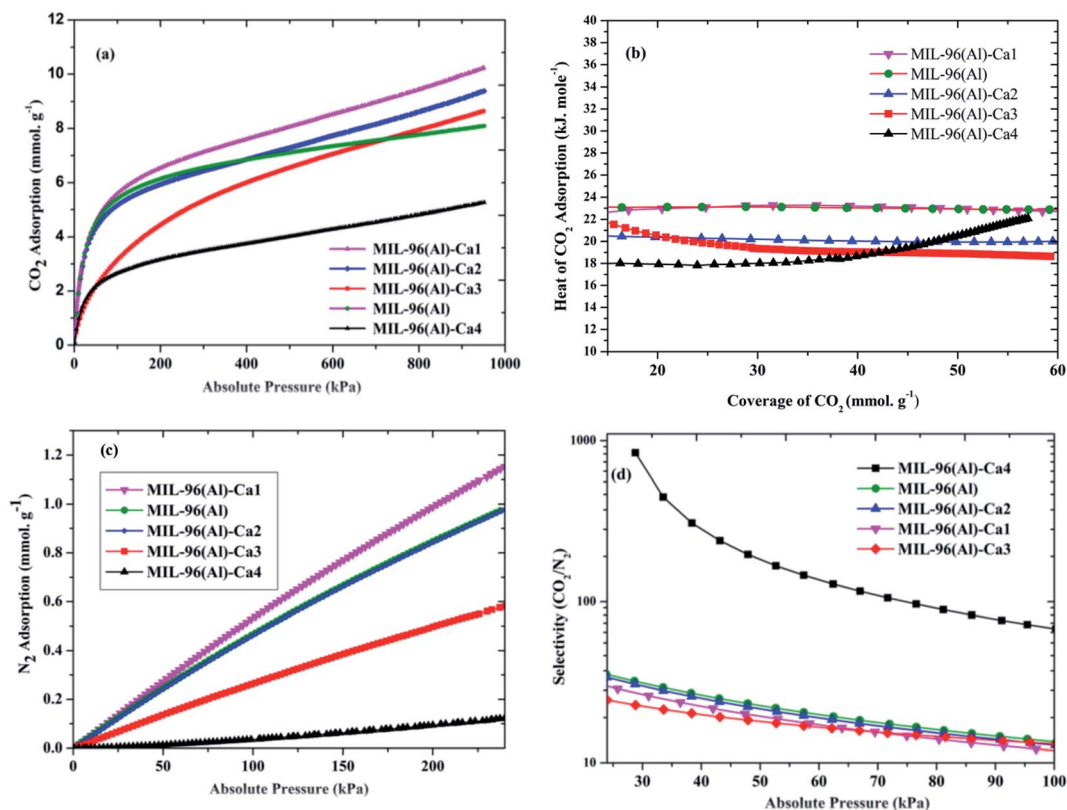 (a)
CO2 Adsorption (mmol. g-1)
12
10
8
6
4
2
0
MIL-96(Al)-Ca1
MIL-96(Al)-Ca2
MIL-96(Al)-Ca3
MIL-96(Al)
MIL-96(Al)-Ca4
0 200 400 600 800 1000
Absolute Pressure (kPa)
(b)
Heat of CO2 Adsorption (kJ. mole-1)
40
38
36
34
32
30
28
26
24
22
20
18
16
14
12
10
MIL-96(Al)-Ca1
MIL-96(Al)
MIL-96(Al)-Ca2
MIL-96(Al)-Ca3
MIL-96(Al)-Ca4
20 30 40 50 60
Coverage of CO2 (mmol. g-1)
(c)
N2 Adsorption (mmol. g-1)
1.2
1.0
0.8
0.6
0.4
0.2
0.0
MIL-96(Al)-Ca1
MIL-96(Al)
MIL-96(Al)-Ca2
MIL-96(Al)-Ca3
MIL-96(Al)-Ca4
0 50 100 150 200
Absolute Pressure (kPa)
(d)
Selectivity (CO2/N2)
1000
100
10
MIL-96(Al)-Ca4
MIL-96(Al)
MIL-96(Al)-Ca2
MIL-96(Al)-Ca1
MIL-96(Al)-Ca3
30 40 50 60 70 80 90 100
Absolute Pressure (kPa)